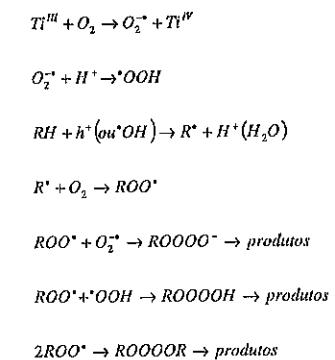 Ti^III + O₂ → O₂⁻• + Ti^IV
O₂⁻• + H⁺ → •OOH
RH + h⁺(ou•OH) → R• + H⁺(H₂O)
R• + O₂ → ROO•
ROO• + O₂⁻• → ROOOO⁻ → produtos
ROO•+•OOH → ROOOOH → produtos
2ROO• → ROOOOR → produtos